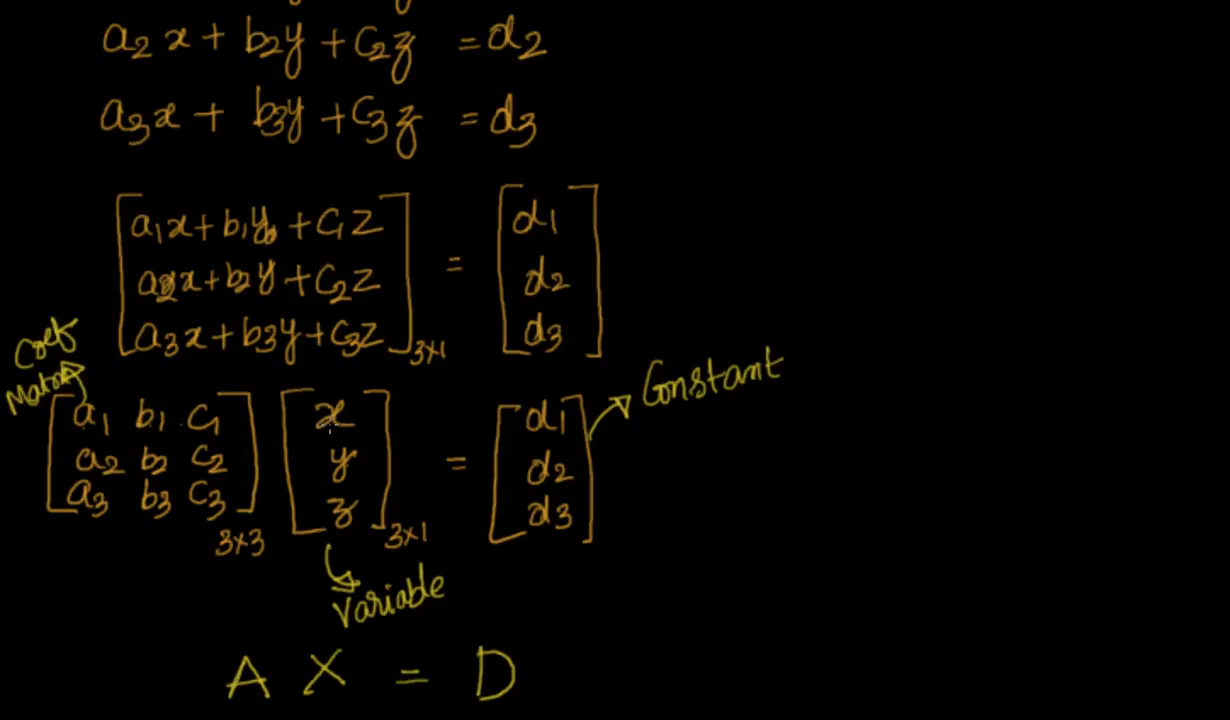 a2 x + b2y + c2z = d2
a3x + b3y + c3z = d3
[a1x + b1y + c1z] = [d1]
[a2x + b2y + c2z] [d2]
[a3x + b3y + c3z]3×1 [d3]
Coef
Matrix
Constant
[a1 b1 c1] [x] = [d1]
[a2 b2 c2] [y] [d2]
[a3 b3 c3]3×3 [z]3×1 [d3]
Variable
A X = D